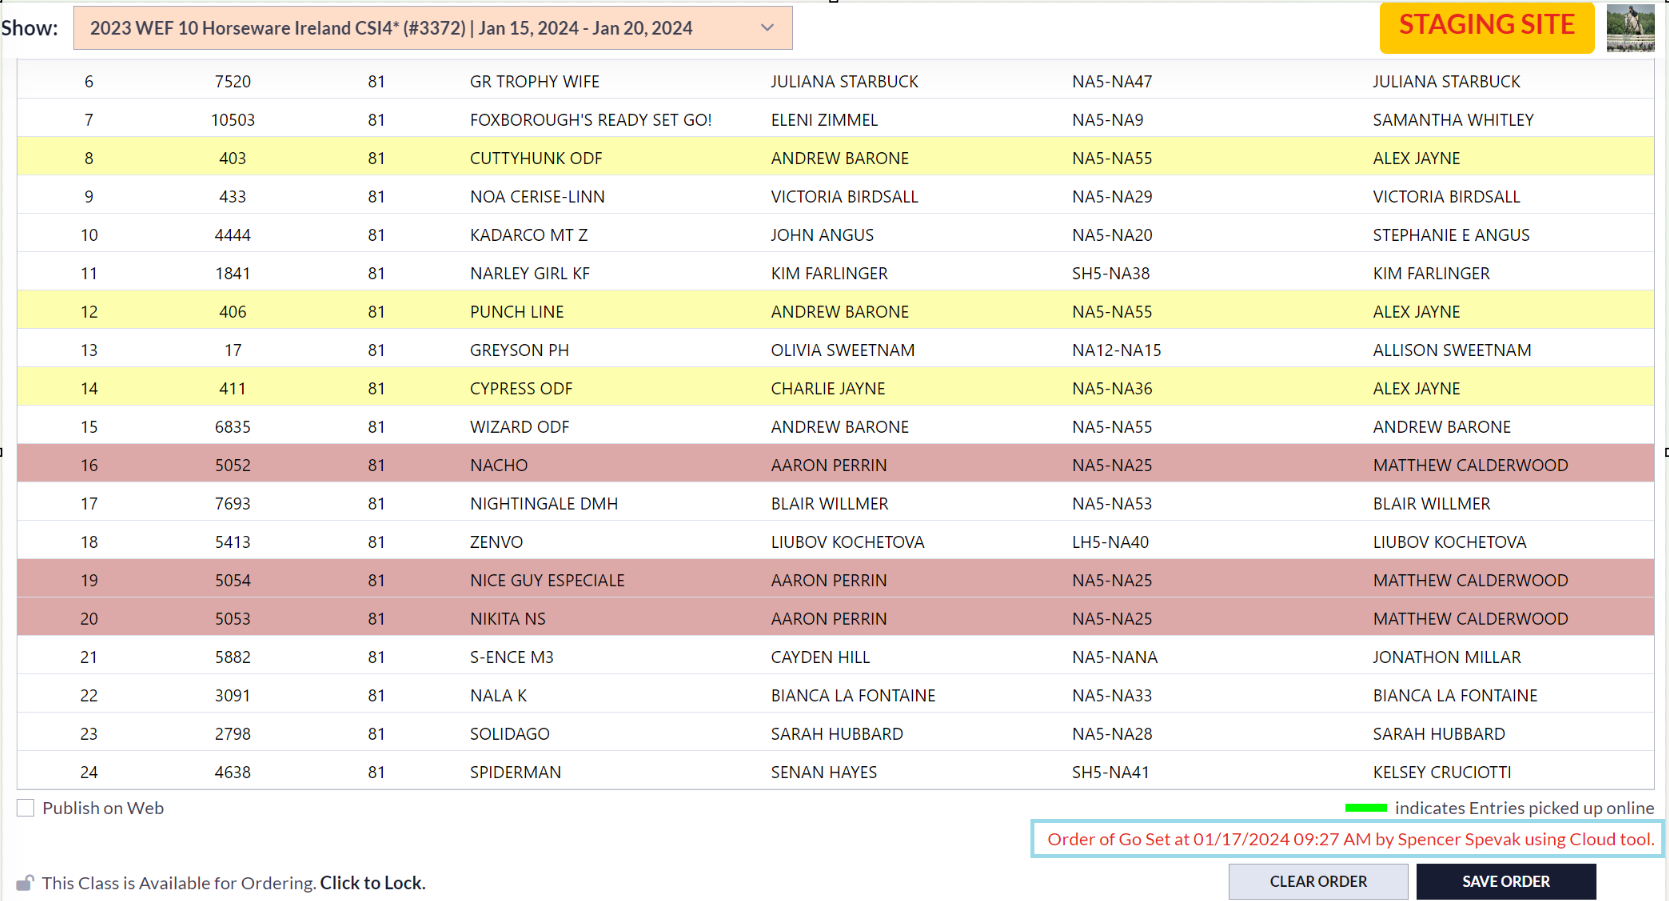 Show: 2023 WEF 10 Horseware Ireland CSI4* (#3372) | Jan 15, 2024 - Jan 20, 2024 STAGING SITE
6 7520 81 GR TROPHY WIFE JULIANA STARBUCK NA5-NA47 JULIANA STARBUCK
7 10503 81 FOXBOROUGH'S READY SET GO! ELENI ZIMMEL NA5-NA9 SAMANTHA WHITLEY
8 403 81 CUTTYHUNK ODF ANDREW BARONE NA5-NA55 ALEX JAYNE
9 433 81 NOA CERISE-LINN VICTORIA BIRDSALL NA5-NA29 VICTORIA BIRDSALL
10 4444 81 KADARCO MT Z JOHN ANGUS NA5-NA20 STEPHANIE E ANGUS
11 1841 81 NARLEY GIRL KF KIM FARLINGER SH5-NA38 KIM FARLINGER
12 406 81 PUNCH LINE ANDREW BARONE NA5-NA55 ALEX JAYNE
13 17 81 GREYSON PH OLIVIA SWEETNAM NA12-NA15 ALLISON SWEETNAM
14 411 81 CYPRESS ODF CHARLIE JAYNE NA5-NA36 ALEX JAYNE
15 6835 81 WIZARD ODF ANDREW BARONE NA5-NA55 ANDREW BARONE
16 5052 81 NACHO AARON PERRIN NA5-NA25 MATTHEW CALDERWOOD
17 7693 81 NIGHTINGALE DMH BLAIR WILLMER NA5-NA53 BLAIR WILLMER
18 5413 81 ZENVO LIUBOV KOCHETOVA LH5-NA40 LIUBOV KOCHETOVA
19 5054 81 NICE GUY ESPECIALE AARON PERRIN NA5-NA25 MATTHEW CALDERWOOD
20 5053 81 NIKITA NS AARON PERRIN NA5-NA25 MATTHEW CALDERWOOD
21 5882 81 S-ENCE M3 CAYDEN HILL NA5-NANA JONATHON MILLAR
22 3091 81 NALA K BIANCA LA FONTAINE NA5-NA33 BIANCA LA FONTAINE
23 2798 81 SOLIDAGO SARAH HUBBARD NA5-NA28 SARAH HUBBARD
24 4638 81 SPIDERMAN SENAN HAYES SH5-NA41 KELSEY CRUCIOTTI
Publish on Web indicates Entries picked up online
Order of Go Set at 01/17/2024 09:27 AM by Spencer Spevak using Cloud tool.
This Class is Available for Ordering. Click to Lock. CLEAR ORDER SAVE ORDER